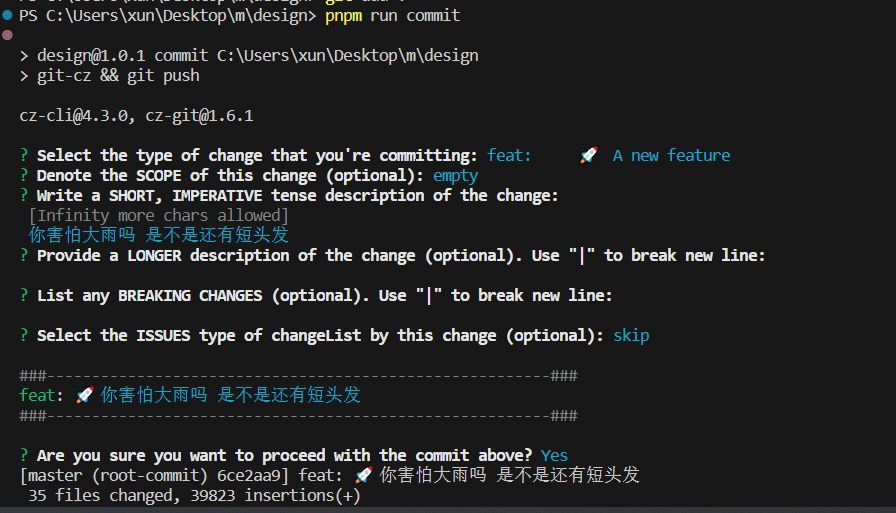 PS C:\Users\xun\Desktop\m\design> pnpm run commit
> design@1.0.1 commit C:\Users\xun\Desktop\m\design
> git-cz && git push
cz-cli@4.3.0, cz-git@1.6.1
? Select the type of change that you're committing: feat: 🚀 A new feature
? Denote the SCOPE of this change (optional): empty
? Write a SHORT, IMPERATIVE tense description of the change:
[Infinity more chars allowed]
你害怕大雨吗 是不是还有短头发
? Provide a LONGER description of the change (optional). Use "|" to break new line:
? List any BREAKING CHANGES (optional). Use "|" to break new line:
? Select the ISSUES type of changeList by this change (optional): skip
###--------------------------------------------------------###
feat: 🚀 你害怕大雨吗 是不是还有短头发
###--------------------------------------------------------###
? Are you sure you want to proceed with the commit above? Yes
[master (root-commit) 6ce2aa9] feat: 🚀 你害怕大雨吗 是不是还有短头发
35 files changed, 39823 insertions(+)